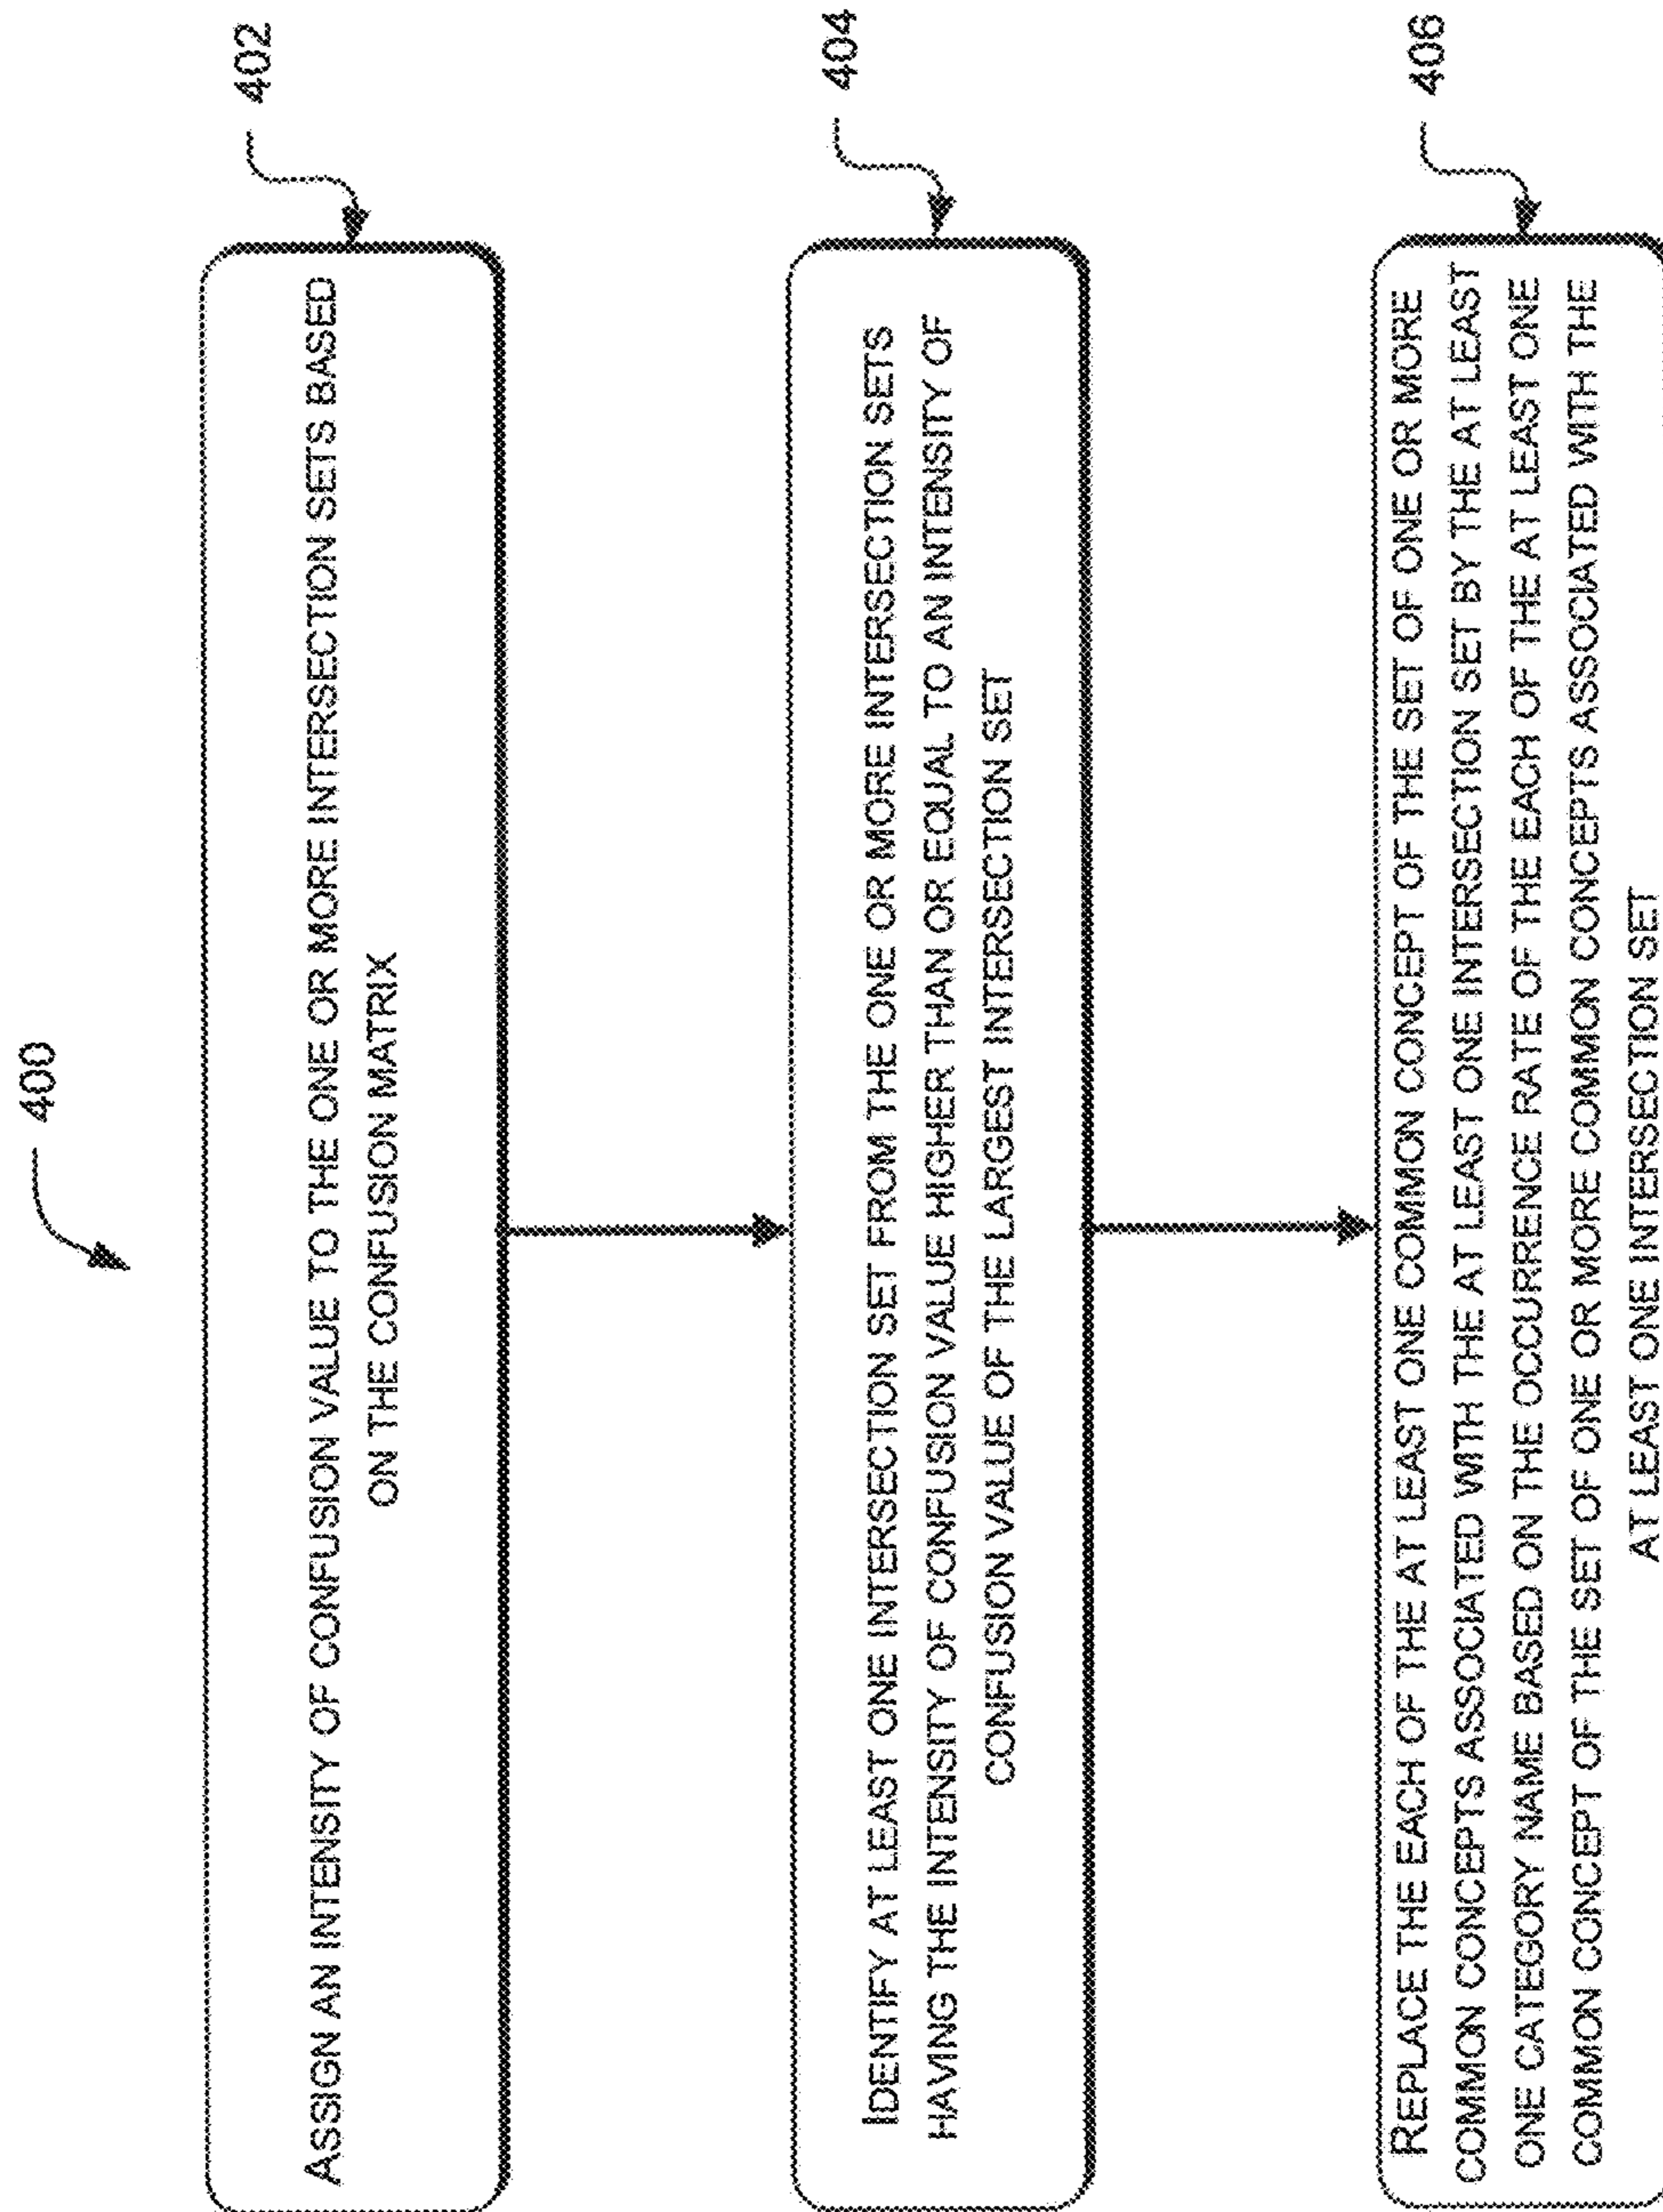 400
ASSIGN AN INTENSITY OF CONFUSION VALUE TO THE ONE OR MORE INTERSECTION SETS BASED
ON THE CONFUSION MATRIX
402
IDENTIFY AT LEAST ONE INTERSECTION SET FROM THE ONE OR MORE INTERSECTION SETS
HAVING THE INTENSITY OF CONFUSION VALUE HIGHER THAN OR EQUAL TO AN INTENSITY OF
CONFUSION VALUE OF THE LARGEST INTERSECTION SET
404
REPLACE THE EACH OF THE AT LEAST ONE COMMON CONCEPT OF THE SET OF ONE OR MORE
COMMON CONCEPTS ASSOCIATED WITH THE AT LEAST ONE INTERSECTION SET BY THE AT LEAST
ONE CATEGORY NAME BASED ON THE OCCURRENCE RATE OF THE EACH OF THE AT LEAST ONE
COMMON CONCEPT OF THE SET OF ONE OR MORE COMMON CONCEPTS ASSOCIATED WITH THE
AT LEAST ONE INTERSECTION SET
406